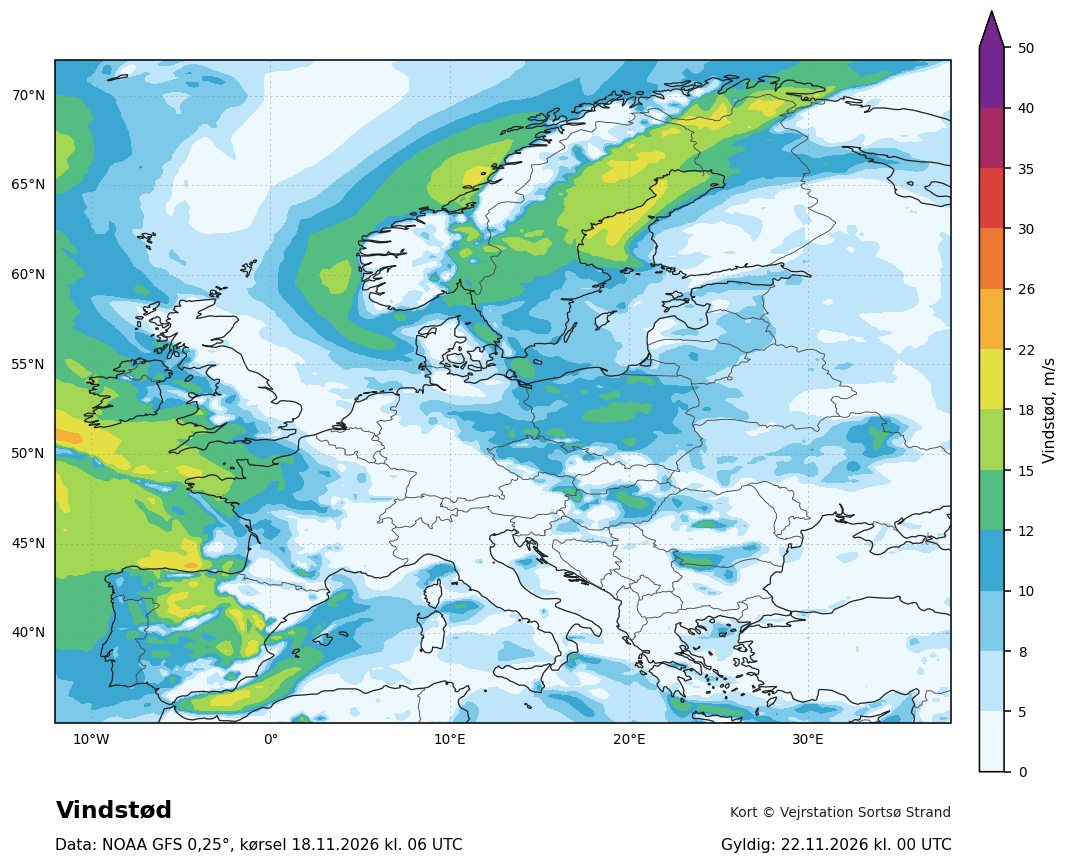 50
40
35
30
26
22
18
15
12
10
8
5
0
Vindstød, m/s
70°N
65°N
60°N
55°N
50°N
45°N
40°N
10°W
0°
10°E
20°E
30°E
Vindstød
Kort © Vejrstation Sortsø Strand
Data: NOAA GFS 0,25°, kørsel 18.11.2026 kl. 06 UTC
Gyldig: 22.11.2026 kl. 00 UTC